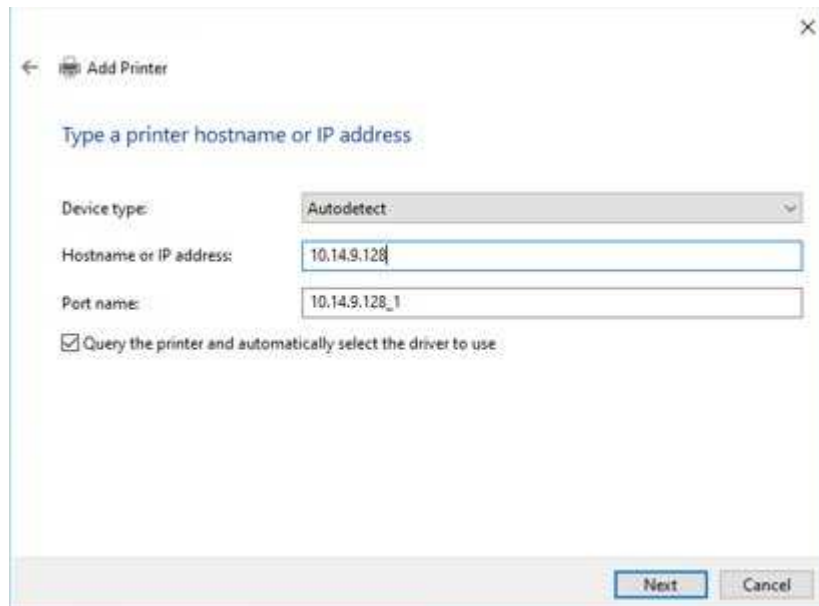 Add Printer
Type a printer hostname or IP address
Device type: Autodetect
Hostname or IP address: 10.14.9.128
Port name: 10.14.9.128_1
Query the printer and automatically select the driver to use
Next Cancel